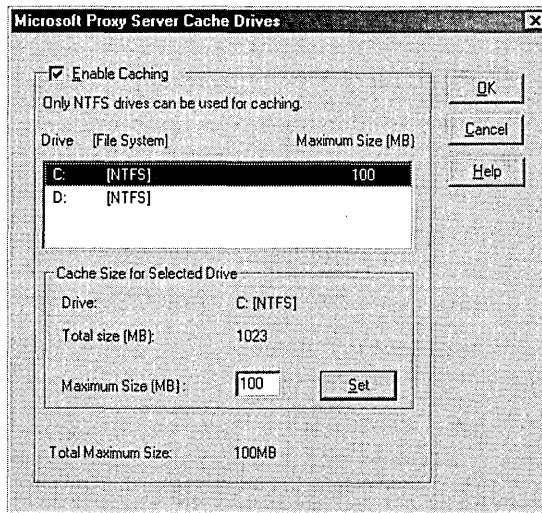 Microsoft Proxy Server Cache Drives
Enable Caching
Only NTFS drives can be used for caching.
Drive [File System] Maximum Size (MB)
C: [NTFS] 100
D: [NTFS]
Cache Size for Selected Drive
Drive: C: [NTFS]
Total size (MB): 1023
Maximum Size (MB): 100 Set
Total Maximum Size: 100MB
OK
Cancel
Help